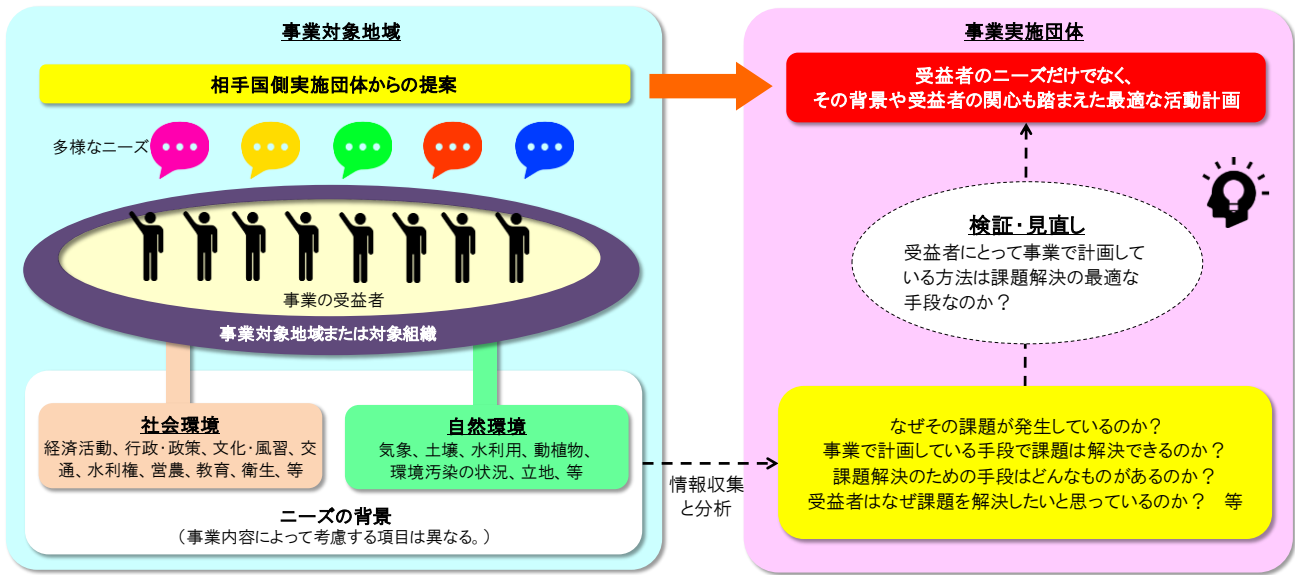 事業対象地域
相手国側実施団体からの提案
多様なニーズ
事業の受益者
事業対象地域または対象組織
社会環境
経済活動、行政・政策、文化・風習、交
通、水利権、営農、教育、衛生、等
自然環境
気象、土壌、水利用、動植物、
環境汚染の状況、立地、等
ニーズの背景
（事業内容によって考慮する項目は異なる。）
情報収集
と分析
事業実施団体
受益者のニーズだけでなく、
その背景や受益者の関心も踏まえた最適な活動計画
検証・見直し
受益者にとって事業で計画して
いる方法は課題解決の最適な
手段なのか？
なぜその課題が発生しているのか？
事業で計画している手段で課題は解決できるのか？
課題解決のための手段はどんなものがあるのか？
受益者はなぜ課題を解決したいと思っているのか？　等